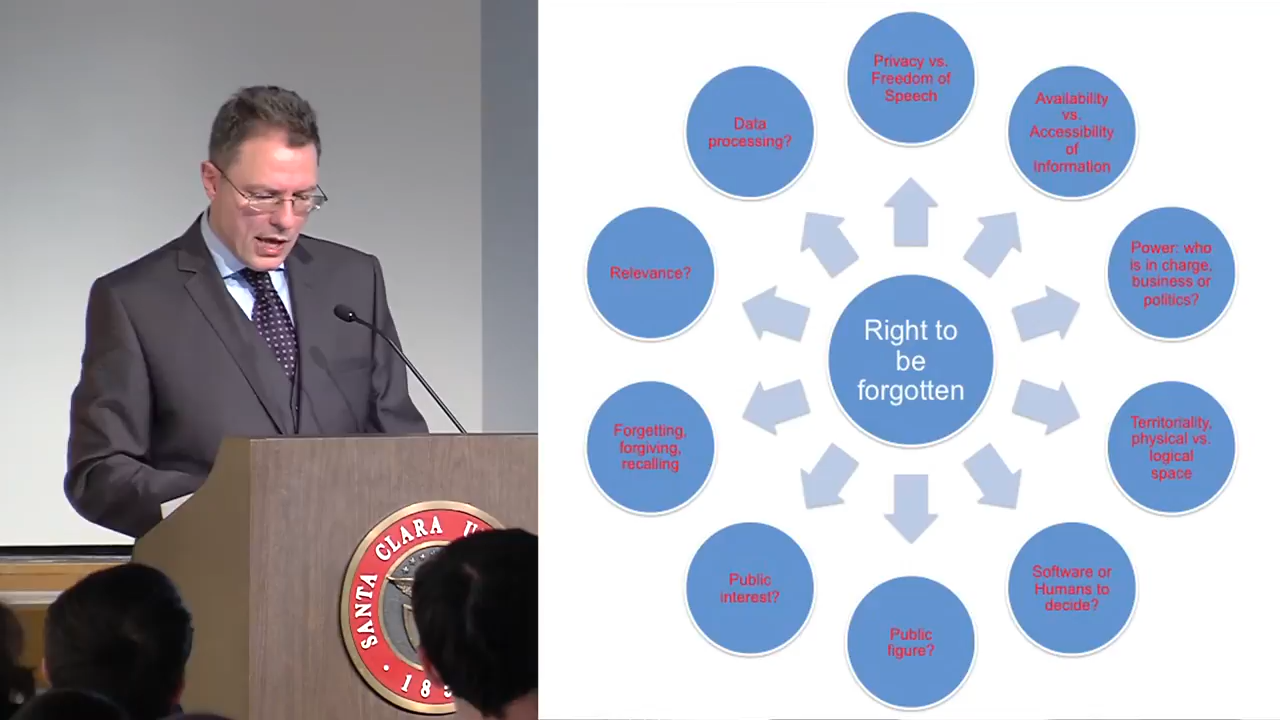 SANTA CLARA
Right to
be
forgotten
Privacy vs.
Freedom of
Speech
Availability
vs.
Accessibility
of
Information
Power: who
is in charge,
business or
politics?
Territoriality,
physical vs.
logical
space
Software or
Humans to
decide?
Public
figure?
Public
interest?
Forgetting,
forgiving,
recalling
Relevance?
Data
processing?